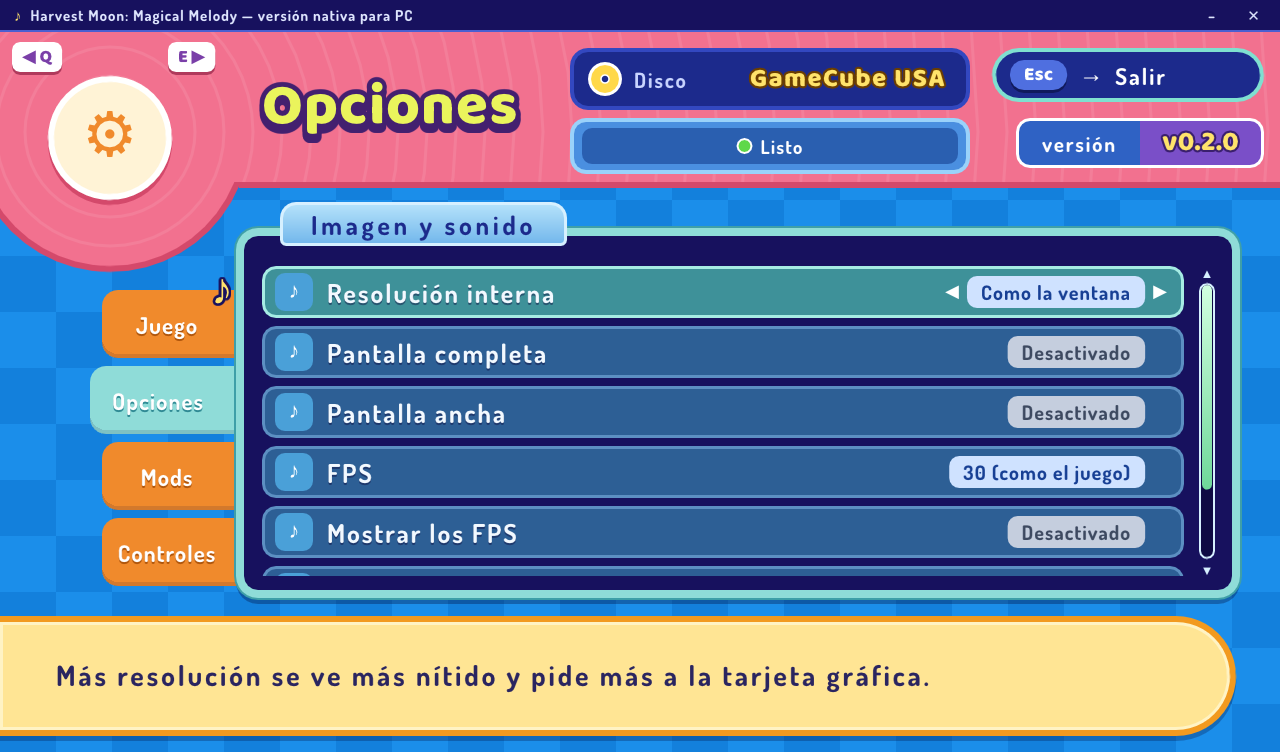 ♪ Harvest Moon: Magical Melody — versión nativa para PC
◀ Q
E ▶
Opciones
Disco
GameCube USA
Listo
Esc → Salir
versión v0.2.0
Imagen y sonido
Juego
Opciones
Mods
Controles
♪ Resolución interna ◀ Como la ventana ▶
♪ Pantalla completa Desactivado
♪ Pantalla ancha Desactivado
♪ FPS 30 (como el juego)
♪ Mostrar los FPS Desactivado
Más resolución se ve más nítido y pide más a la tarjeta gráfica.